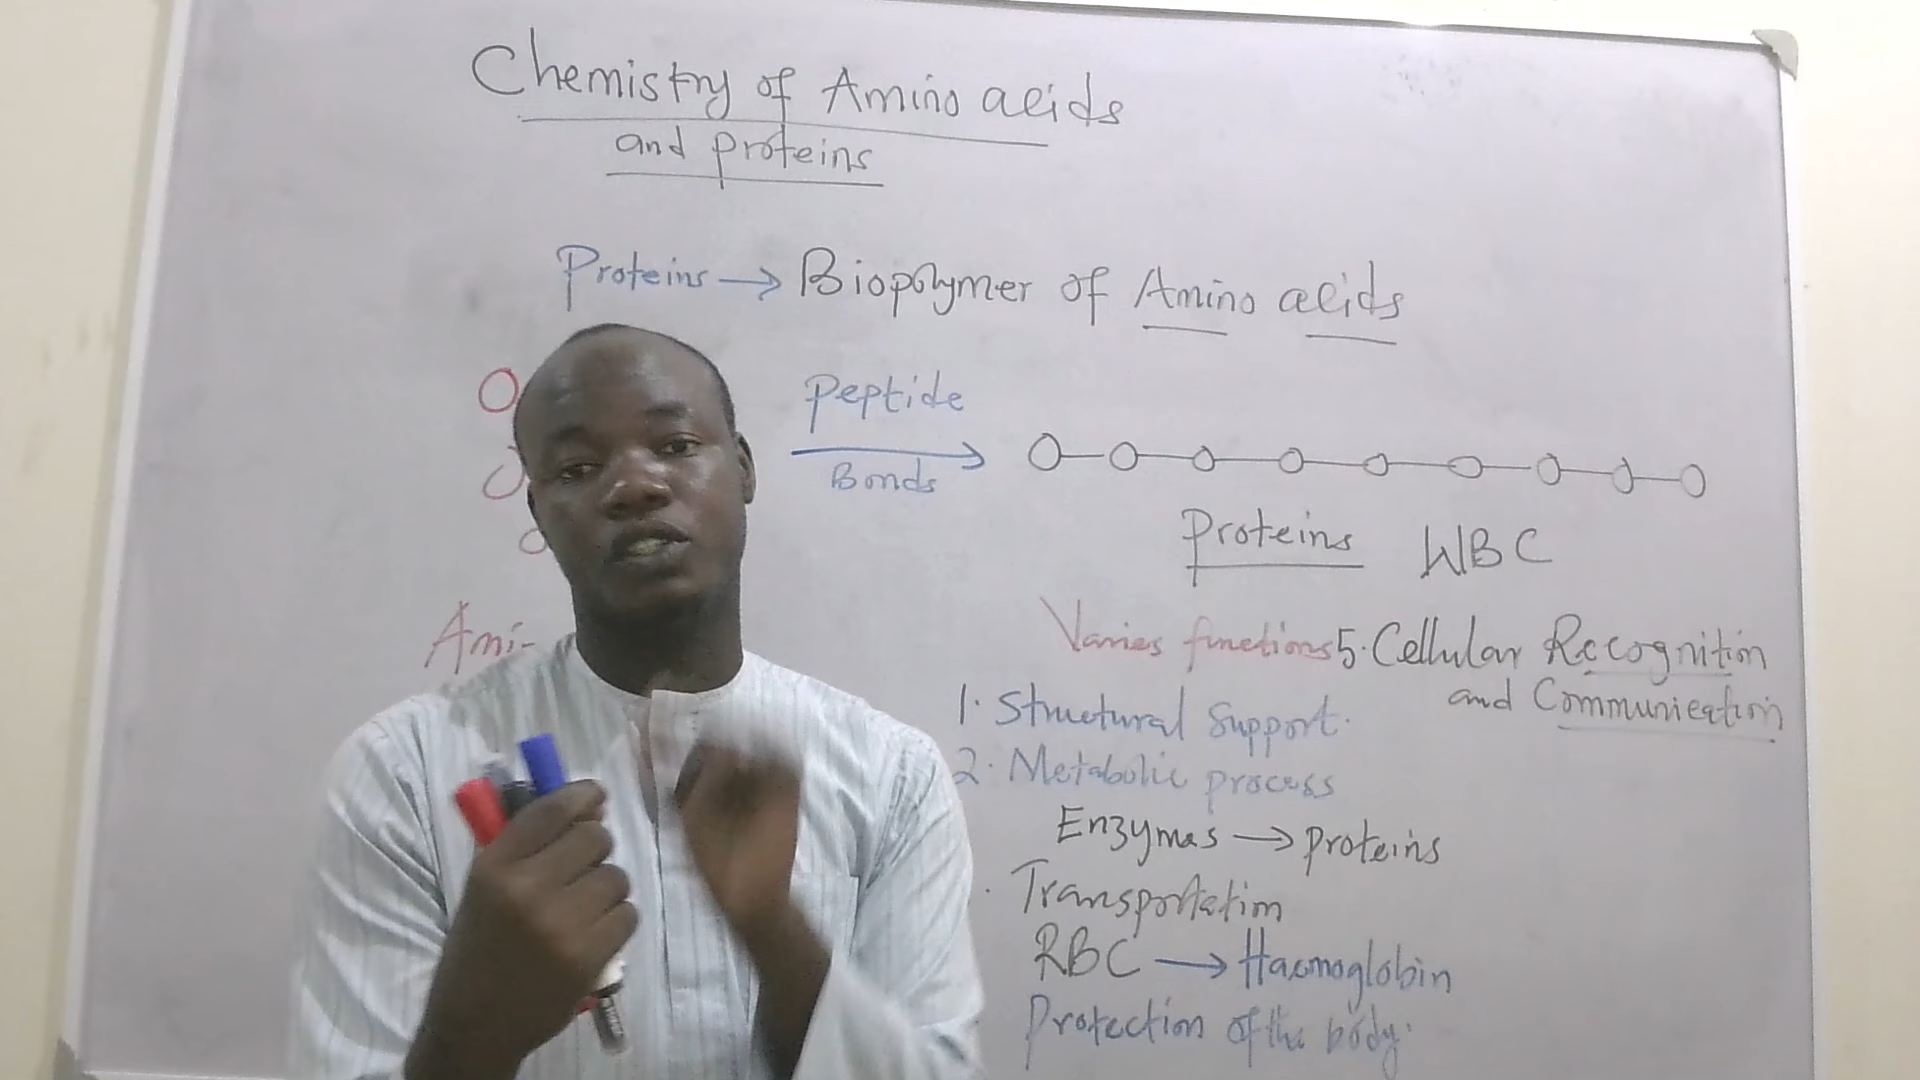 Chemistry of Amino acids
and proteins
Proteins → Biopolymer of Amino acids
Peptide
Bonds
Proteins WBC
Ami-
Varies functions
1. Structural Support.
2. Metabolic process
Enzymes → proteins
Transportation
RBC → Haemoglobin
Protection of the body.
5. Cellular Recognition
and Communication